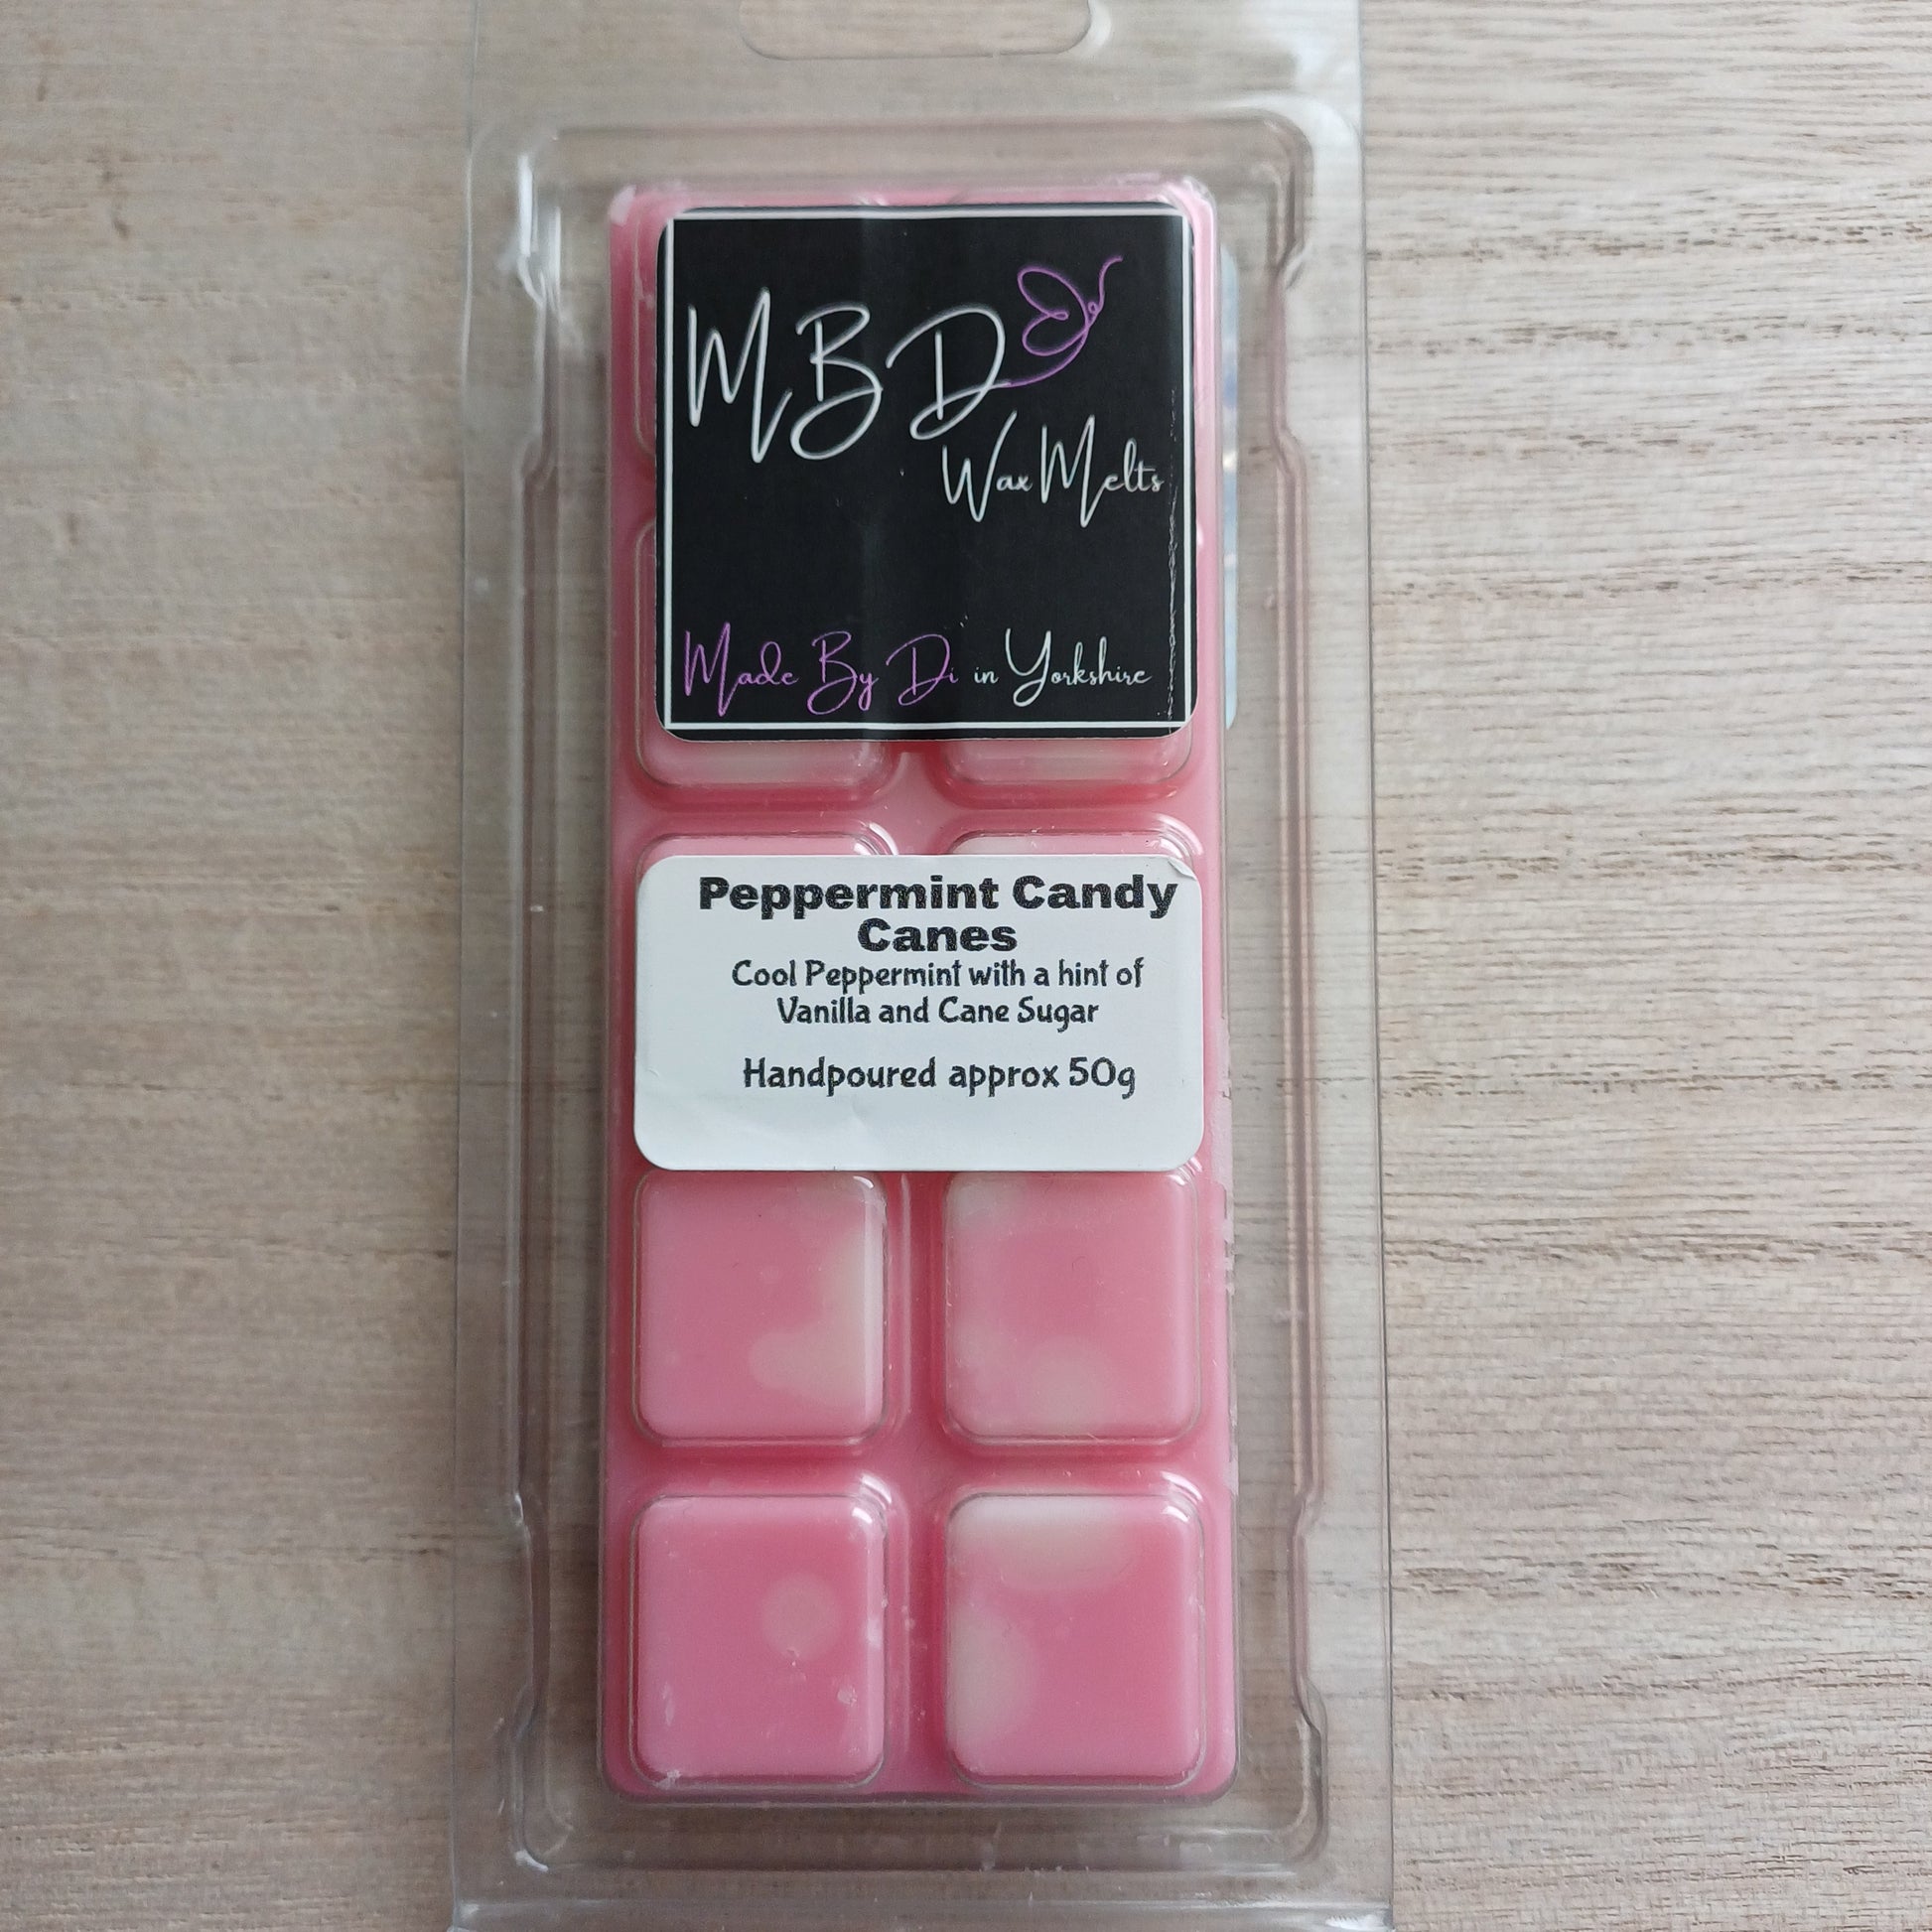 MBD
Wax Melts
Made By Di in Yorkshire
Peppermint Candy
Canes
Cool Peppermint with a hint of
Vanilla and Cane Sugar
Handpoured approx 50g